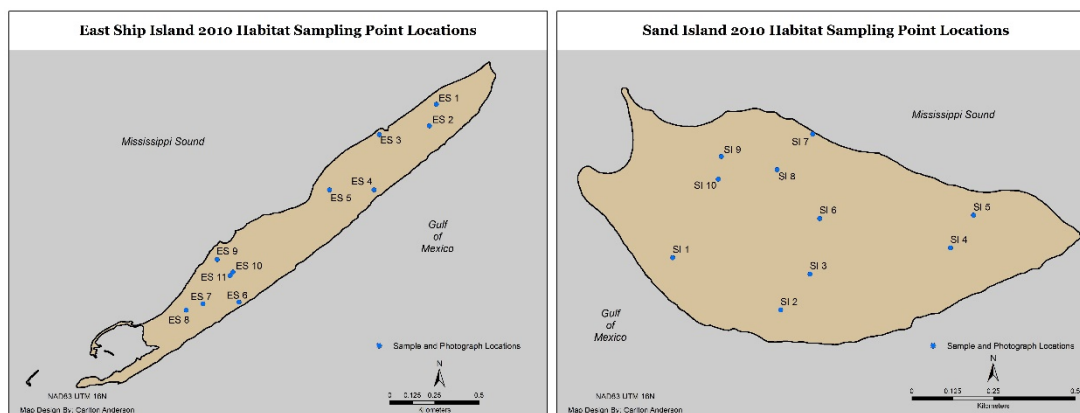 East Ship Island 2010 Habitat Sampling Point Locations
ES 1
Mississippi Sound
ES 2
ES 3
ES 4
ES 5
Gulf
of
Mexico
ES 9
ES 10
ES 11
ES 7
ES 6
ES 8
Sample and Photograph Locations
N
NAD83 UTM 16N
0 0.125 0.25 0.5
Kilometers
Map Design By: Carlton Anderson
Sand Island 2010 Habitat Sampling Point Locations
Mississippi Sound
SI 7
SI 9
SI 8
SI 10
SI 5
SI 6
SI 4
SI 1
SI 3
SI 2
Gulf
of
Mexico
Sample and Photograph Locations
N
NAD83 UTM 16N
0 0.125 0.25 0.5
Kilometers
Map Design By: Carlton Anderson